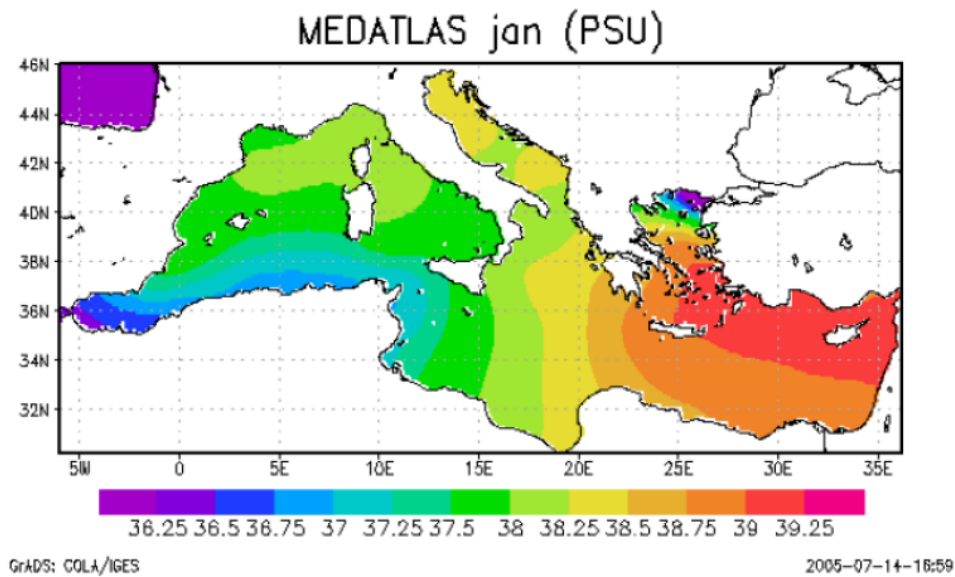 MEDATLAS jan (PSU)
46N
44N
42N
40N
38N
36N
34N
32N
5W 0 5E 10E 15E 20E 25E 30E 35E
36.25 36.5 36.75 37 37.25 37.5 38 38.25 38.5 38.75 39 39.25
GrADS: COLA/IGES 2005-07-14-16:59